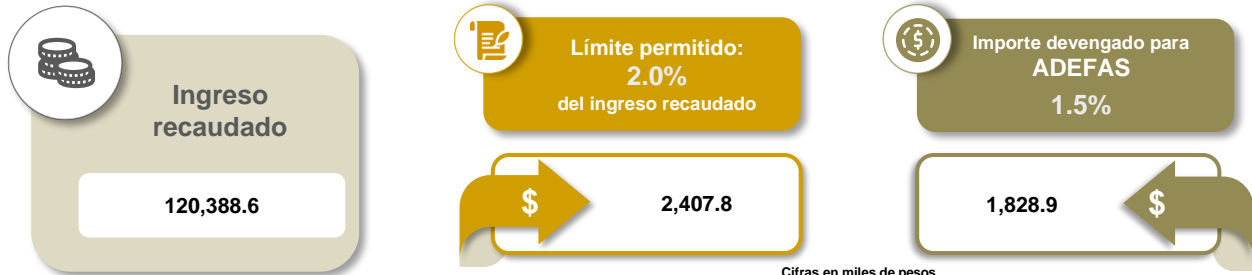 Ingreso
recaudado
120,388.6
Límite permitido:
2.0%
del ingreso recaudado
$
2,407.8
Importe devengado para
ADEFAS
1.5%
1,828.9
$
Cifras en miles de pesos